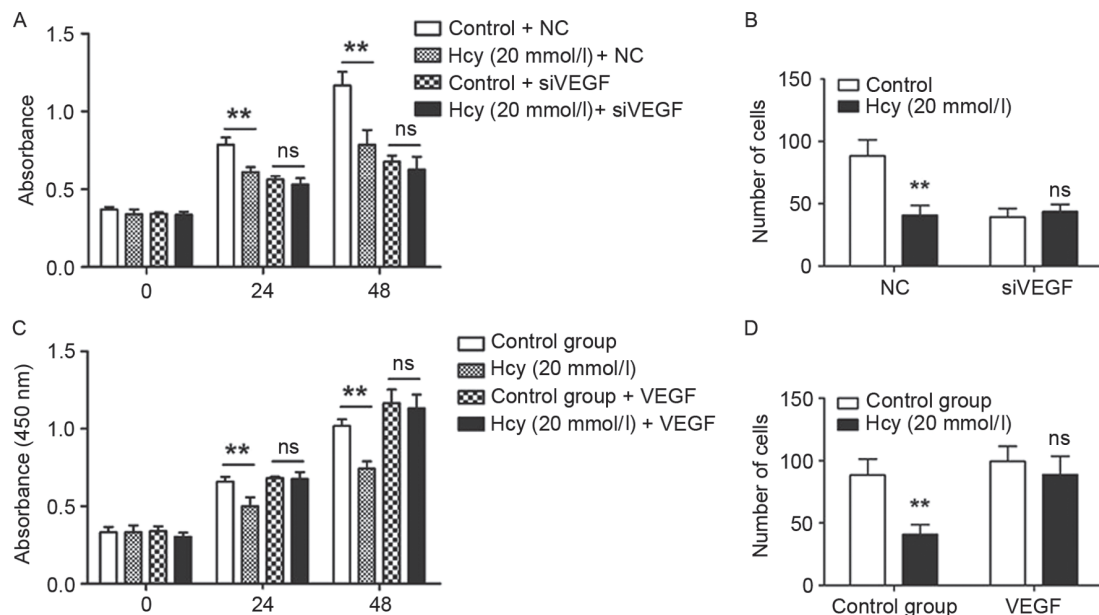 A
Absorbance
1.5
1.0
0.5
0.0
**
ns
**
ns
0
24
48
Control + NC
Hcy (20 mmol/l) + NC
Control + siVEGF
Hcy (20 mmol/l)+ siVEGF
B
Number of cells
150
100
50
0
Control
Hcy (20 mmol/l)
**
ns
NC
siVEGF
C
Absorbance (450 nm)
1.5
1.0
0.5
0.0
**
ns
**
ns
0
24
48
Control group
Hcy (20 mmol/l)
Control group + VEGF
Hcy (20 mmol/l) + VEGF
D
Number of cells
150
100
50
0
Control group
Hcy (20 mmol/l)
**
ns
Control group
VEGF